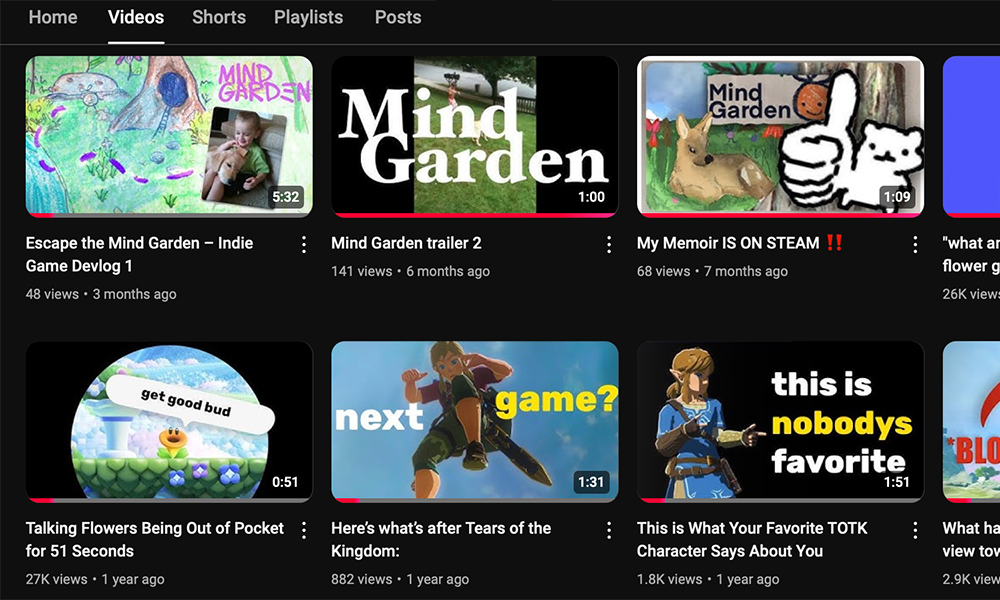 Home Videos Shorts Playlists Posts
MIND
GARDEN
5:32
Mind
Garden
1:00
Mind
Garden
1:09
Escape the Mind Garden – Indie
Game Devlog 1
48 views • 3 months ago
Mind Garden trailer 2
141 views • 6 months ago
My Memoir IS ON STEAM ‼️
68 views • 7 months ago
"what ar
flower g
26K views
get good bud
0:51
next game?
1:31
this is
nobodys
favorite
1:51
*BLO
Talking Flowers Being Out of Pocket
for 51 Seconds
27K views • 1 year ago
Here's what's after Tears of the
Kingdom:
882 views • 1 year ago
This is What Your Favorite TOTK
Character Says About You
1.8K views • 1 year ago
What ha
view tow
2.9K view